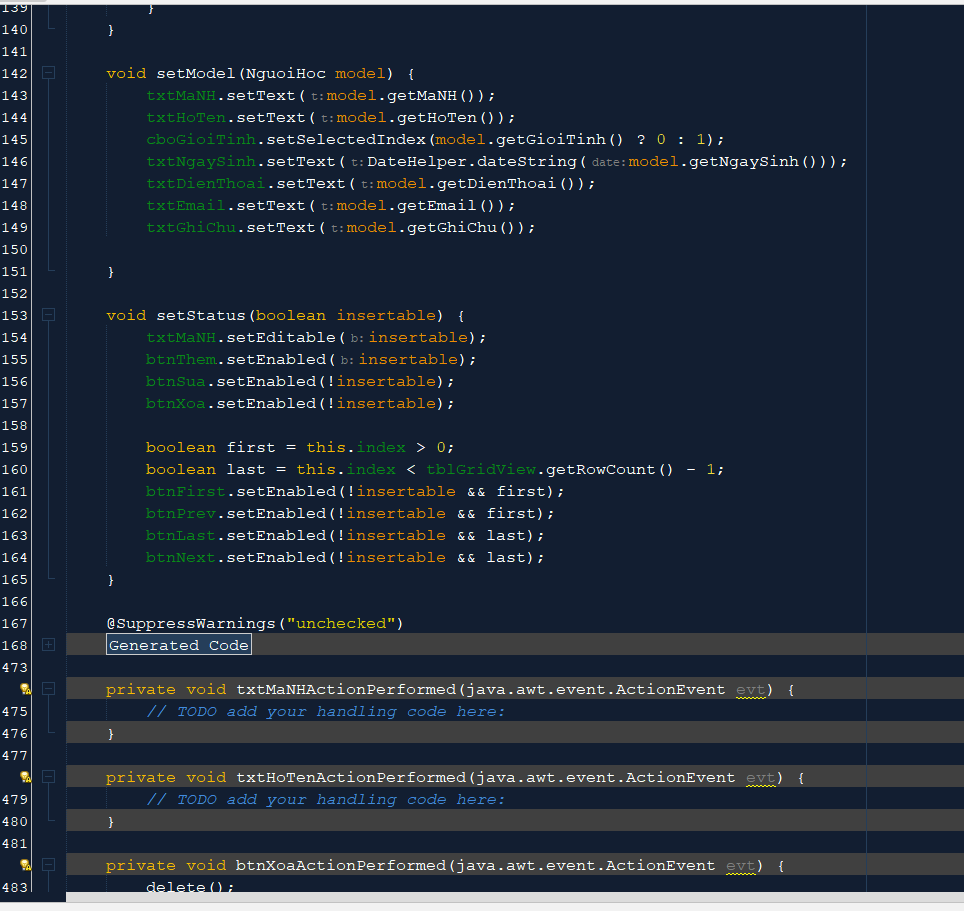 139 }
140 }
141
142 void setModel(NguoiHoc model) {
143 txtMaNH.setText( t: model.getMaNH());
144 txtHoTen.setText( t: model.getHoTen());
145 cboGioiTinh.setSelectedIndex(model.getGioiTinh() ? 0 : 1);
146 txtNgaySinh.setText( t: DateHelper.dateString( date: model.getNgaySinh()));
147 txtDienThoai.setText( t: model.getDienThoai());
148 txtEmail.setText( t: model.getEmail());
149 txtGhiChu.setText( t: model.getGhiChu());
150
151 }
152
153 void setStatus(boolean insertable) {
154 txtMaNH.setEditable( b: insertable);
155 btnThem.setEnabled( b: insertable);
156 btnSua.setEnabled(!insertable);
157 btnXoa.setEnabled(!insertable);
158
159 boolean first = this.index > 0;
160 boolean last = this.index < tblGridView.getRowCount() - 1;
161 btnFirst.setEnabled(!insertable && first);
162 btnPrev.setEnabled(!insertable && first);
163 btnLast.setEnabled(!insertable && last);
164 btnNext.setEnabled(!insertable && last);
165 }
166
167 @SuppressWarnings("unchecked")
168 Generated Code
473
private void txtMaNHActionPerformed(java.awt.event.ActionEvent evt) {
475 // TODO add your handling code here:
476 }
477
private void txtHoTenActionPerformed(java.awt.event.ActionEvent evt) {
479 // TODO add your handling code here:
480 }
481
private void btnXoaActionPerformed(java.awt.event.ActionEvent evt) {
483 delete();